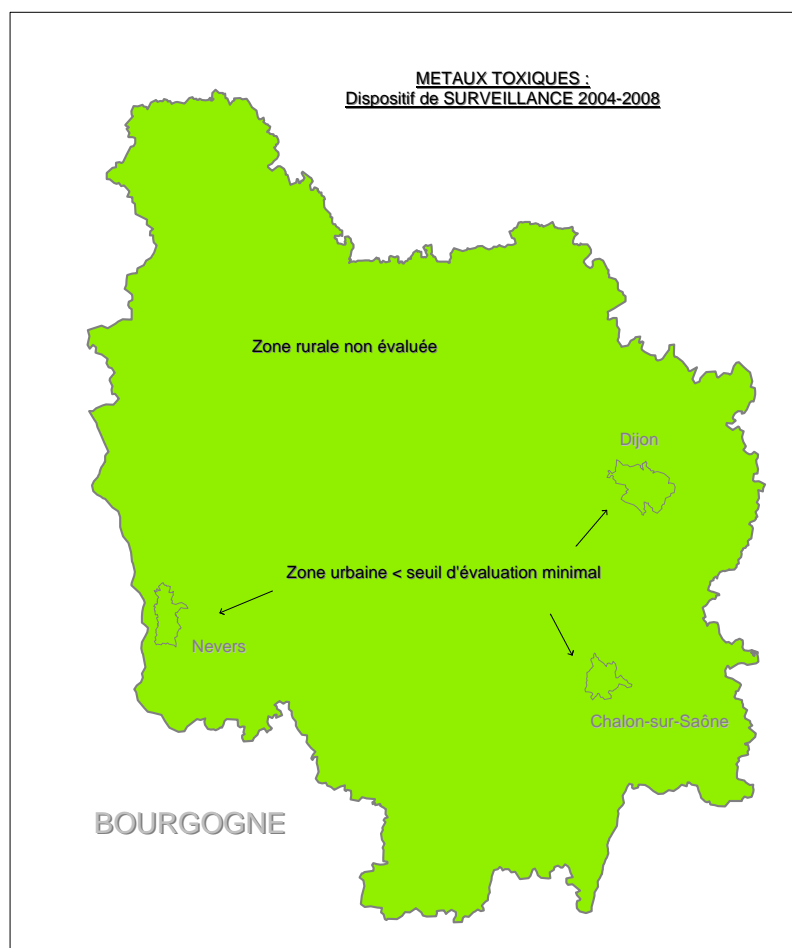 METAUX TOXIQUES :
Dispositif de SURVEILLANCE 2004-2008
Zone rurale non évaluée
Dijon
Zone urbaine < seuil d'évaluation minimal
Nevers
Chalon-sur-Saône
BOURGOGNE